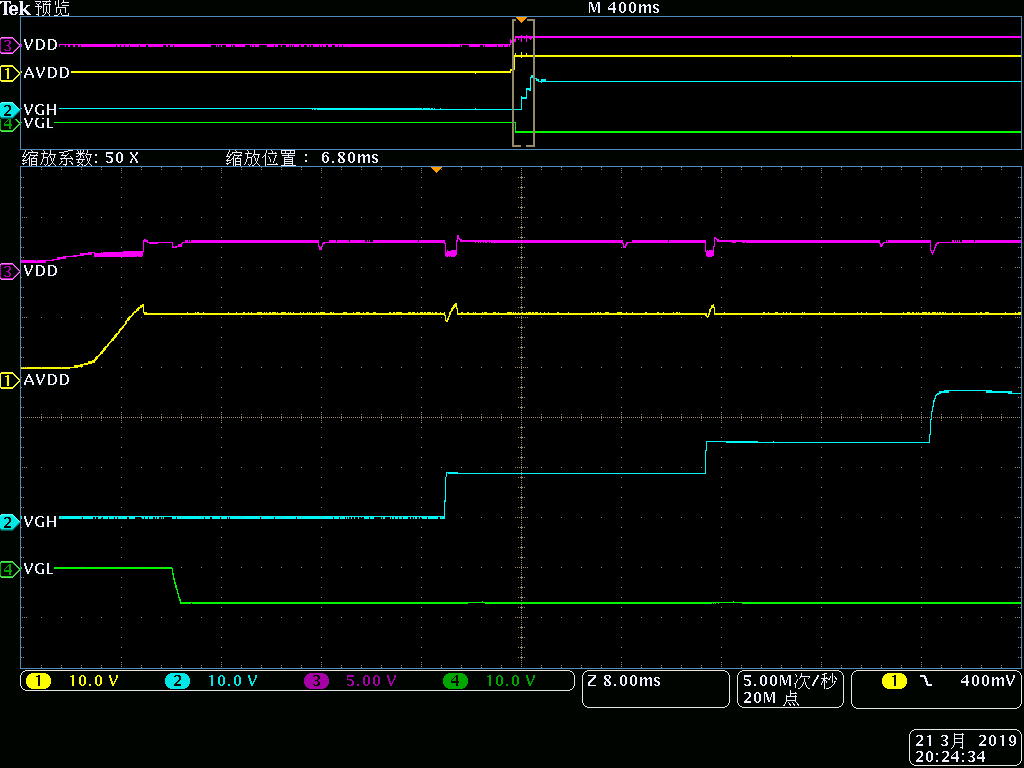 Tek 预览 M 400ms
3 VDD
1 AVDD
2 VGH
4 VGL
缩放系数: 50 X 缩放位置: 6.80ms
3 VDD
1 AVDD
2 VGH
4 VGL
1 10.0 V 2 10.0 V 3 5.00 V 4 10.0 V
Z 8.00ms
5.00M次/秒
20M 点
1 400mV
21 3月 2019
20:24:34